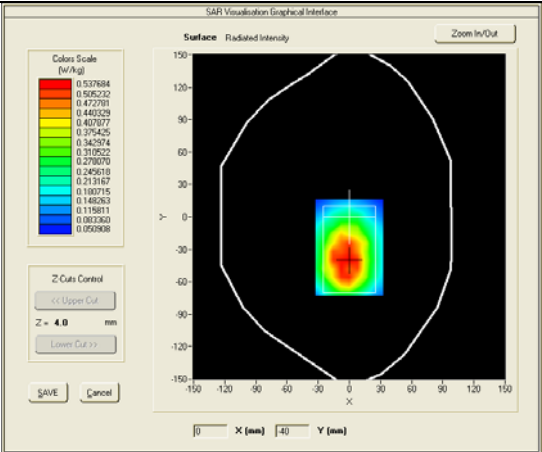 SAR Visualisation Graphical Interface
Surface Radiated Intensity
Zoom In/Out
Colors Scale
(W/kg)
0.537684
0.505232
0.472781
0.440329
0.407877
0.375425
0.342974
0.310522
0.278070
0.245618
0.213167
0.180715
0.148263
0.115811
0.083360
0.050908
Z-Cuts Control
<< Upper Cut
Z = 4.0 mm
Lower Cut >>
SAVE Cancel
150
120
90
60
30
0
-30
-60
-90
-120
-150
Y
-150 -120 -90 -60 -30 0 30 60 90 120 150
X
0 X (mm) -40 Y (mm)